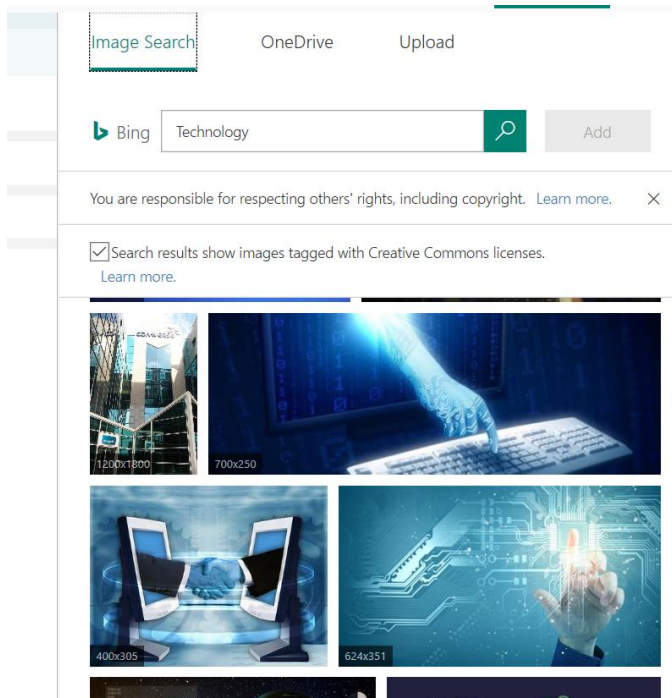 Image Search OneDrive Upload
Bing Technology Add
You are responsible for respecting others' rights, including copyright. Learn more.
Search results show images tagged with Creative Commons licenses.
Learn more.
1200x1800 700x250
400x305 624x351